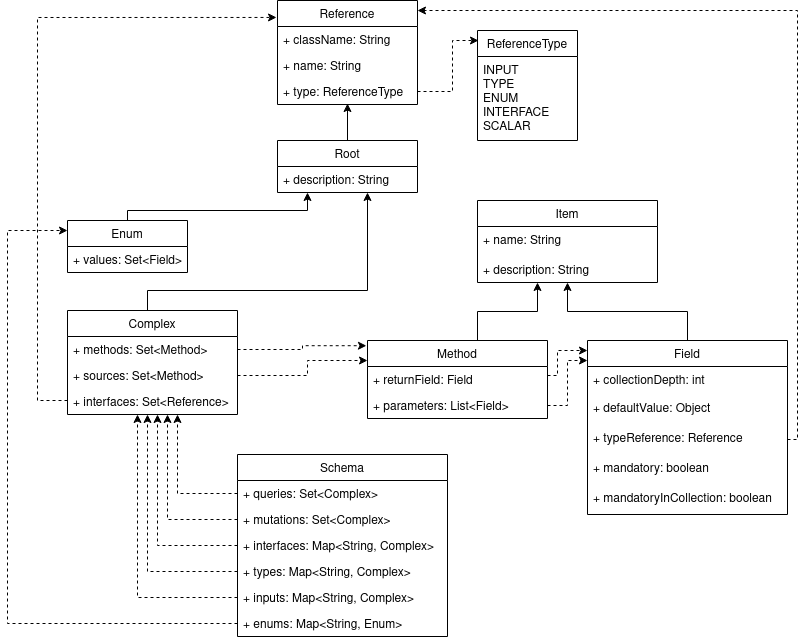 Reference
+ className: String
+ name: String
+ type: ReferenceType
ReferenceType
INPUT
TYPE
ENUM
INTERFACE
SCALAR
Root
+ description: String
Enum
+ values: Set<Field>
Item
+ name: String
+ description: String
Complex
+ methods: Set<Method>
+ sources: Set<Method>
+ interfaces: Set<Reference>
Method
+ returnField: Field
+ parameters: List<Field>
Field
+ collectionDepth: int
+ defaultValue: Object
+ typeReference: Reference
+ mandatory: boolean
+ mandatoryInCollection: boolean
Schema
+ queries: Set<Complex>
+ mutations: Set<Complex>
+ interfaces: Map<String, Complex>
+ types: Map<String, Complex>
+ inputs: Map<String, Complex>
+ enums: Map<String, Enum>